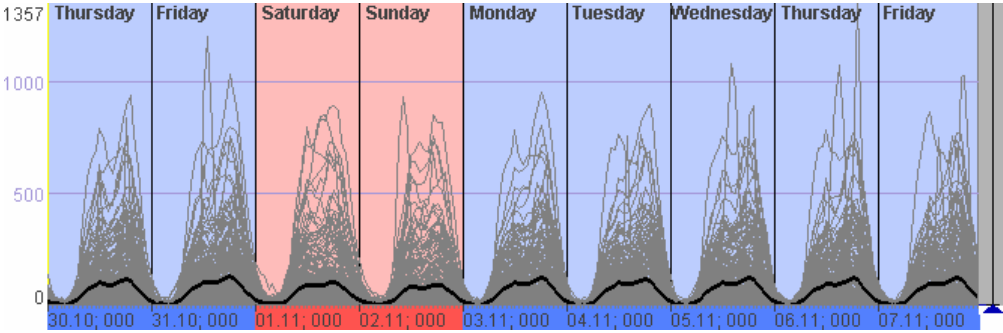 1357
Thursday Friday Saturday Sunday Monday Tuesday Wednesday Thursday Friday
1000
500
0
30.10; 000 31.10; 000 01.11; 000 02.11; 000 03.11; 000 04.11; 000 05.11; 000 06.11; 000 07.11; 000